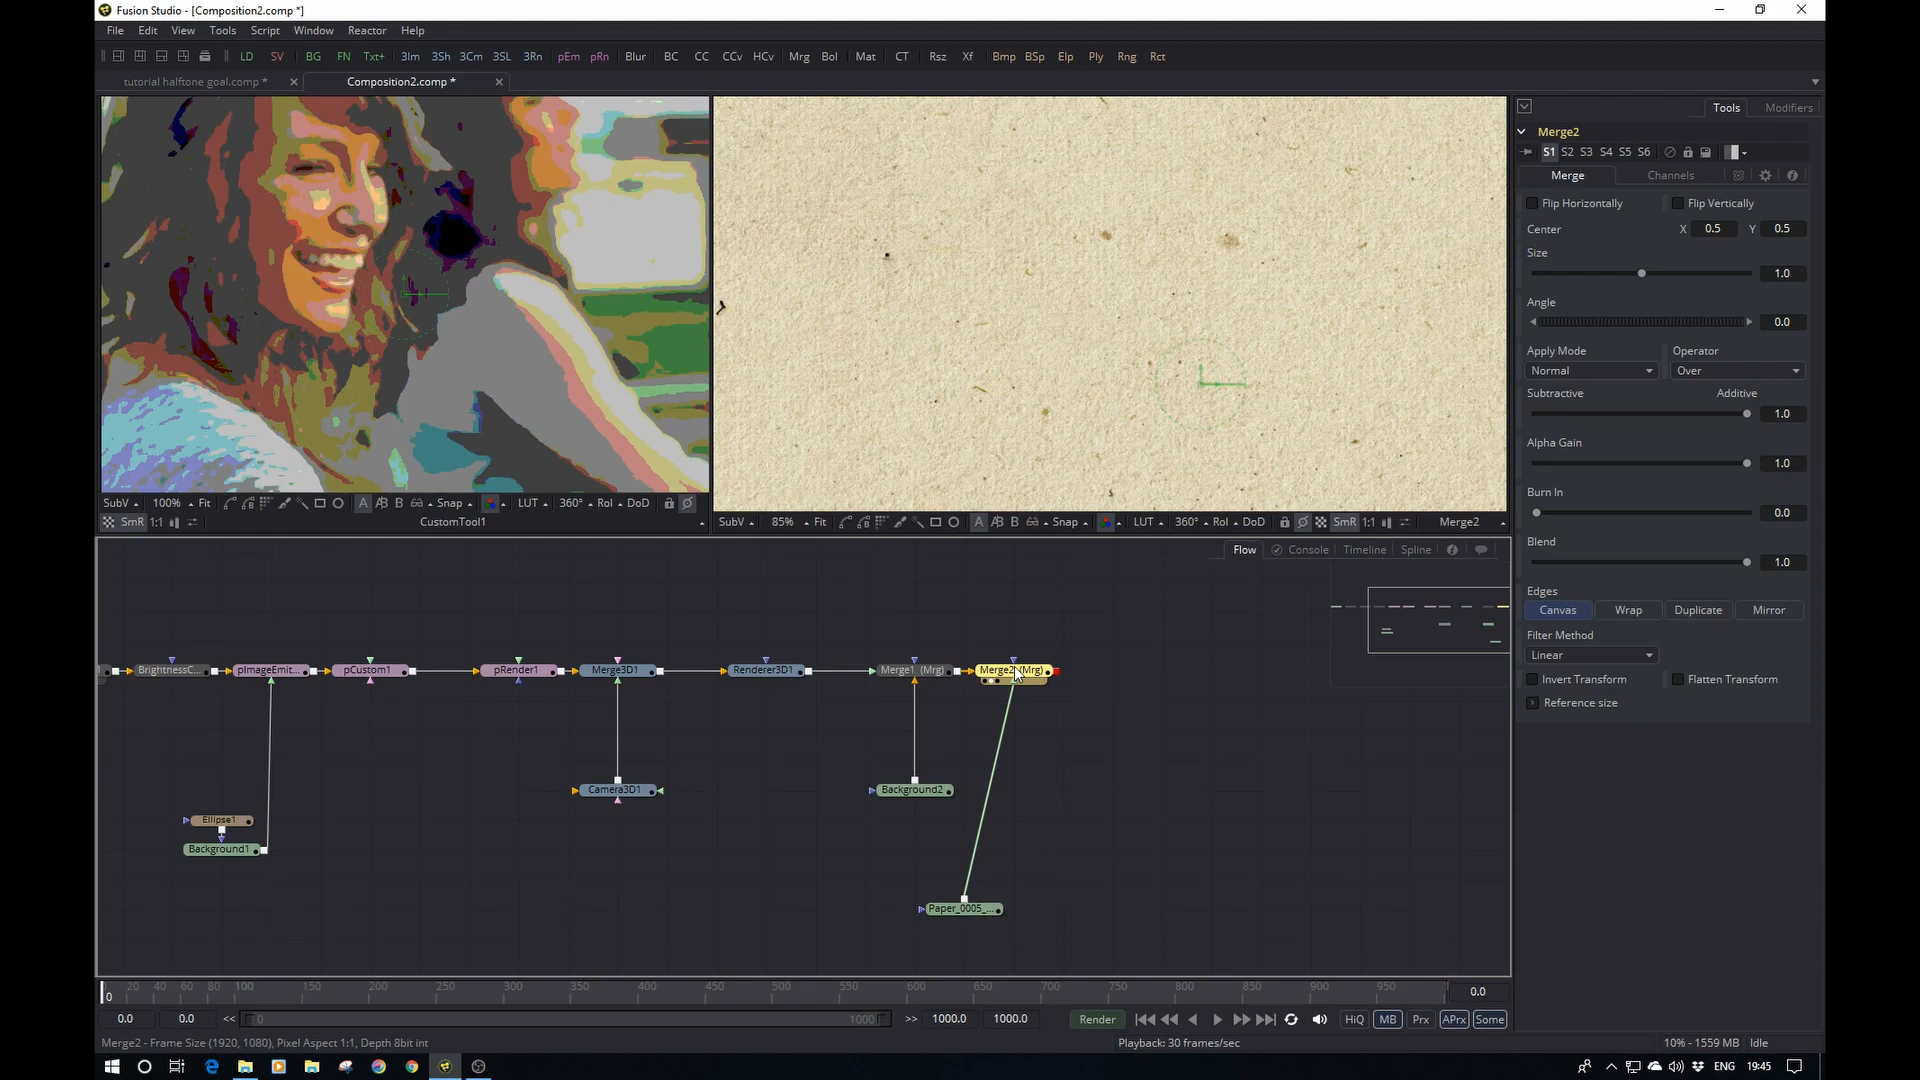 Fusion Studio - [Composition2.comp *]
File Edit View Tools Script Window Reactor Help
LD SV BG FN Txt+ 3Im 3Sh 3Cm 3SL 3Rn pEm pRn Blur BC CC CCv HCv Mrg Bol Mat CT Rsz Xf Bmp BSp Elp Ply Rng Rct
tutorial halftone goal.comp * Composition2.comp *
Tools Modifiers
Merge2
S1 S2 S3 S4 S5 S6
Merge Channels
Flip Horizontally Flip Vertically
Center X 0.5 Y 0.5
Size
1.0
Angle
0.0
Apply Mode Operator
Normal Over
Subtractive Additive
1.0
Alpha Gain
1.0
Burn In
0.0
Blend
1.0
Edges
Canvas Wrap Duplicate Mirror
Filter Method
Linear
Invert Transform Flatten Transform
Reference size
SubV 100% Fit A B Snap LUT 360° RoI DoD
SmR 1:1 CustomTool1
SubV 85% Fit A B Snap LUT 360° RoI DoD SmR 1:1 Merge2
Flow Console Timeline Spline
BrightnessC... pImageEmit... pCustom1 pRender1 Merge3D1 Renderer3D1 Merge1 (Mrg) Merge2 (Mrg)
Camera3D1 Background2
Ellipse1
Background1
Paper_0005_...
0 20 40 60 80 100 150 200 250 300 350 400 450 500 550 600 650 700 750 800 850 900 950 0.0
0.0 0.0 << 0 1000 >> 1000.0 1000.0 Render HiQ MB Prx APrx Some
Merge2 - Frame Size (1920, 1080), Pixel Aspect 1:1, Depth 8bit int Playback: 30 frames/sec 10% - 1559 MB Idle
ENG 19:45